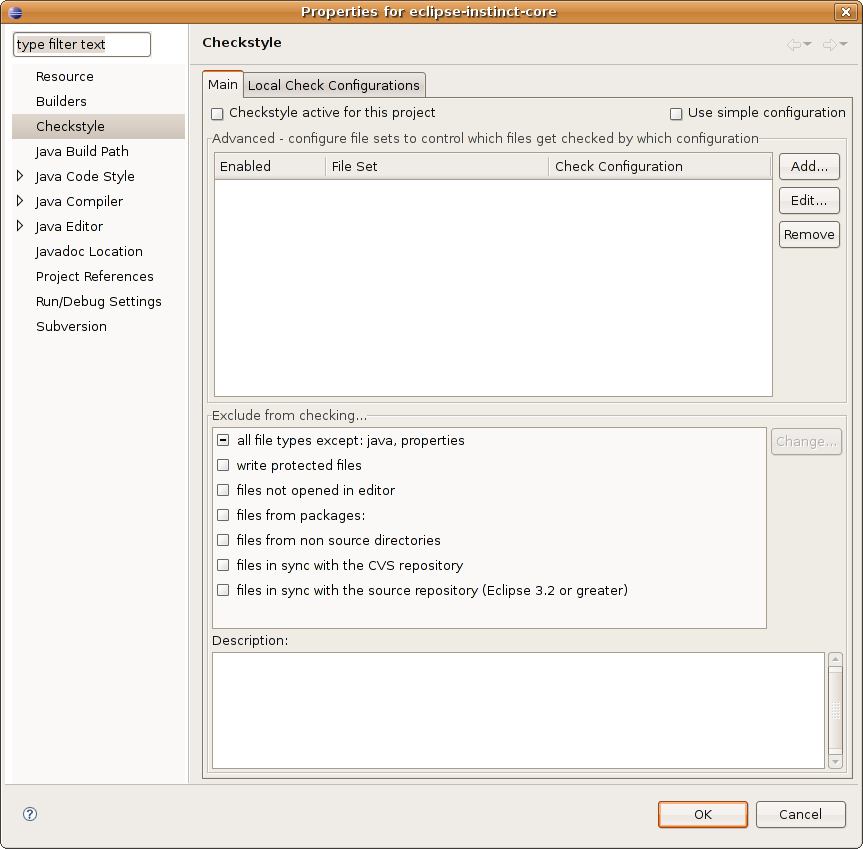 Properties for eclipse-instinct-core
type filter text
Checkstyle
Resource
Builders
Checkstyle
Java Build Path
Java Code Style
Java Compiler
Java Editor
Javadoc Location
Project References
Run/Debug Settings
Subversion
Main
Local Check Configurations
Checkstyle active for this project
Use simple configuration
Advanced - configure file sets to control which files get checked by which configuration
Enabled
File Set
Check Configuration
Add...
Edit...
Remove
Exclude from checking...
all file types except: java, properties
write protected files
files not opened in editor
files from packages:
files from non source directories
files in sync with the CVS repository
files in sync with the source repository (Eclipse 3.2 or greater)
Change...
Description:
?
OK
Cancel